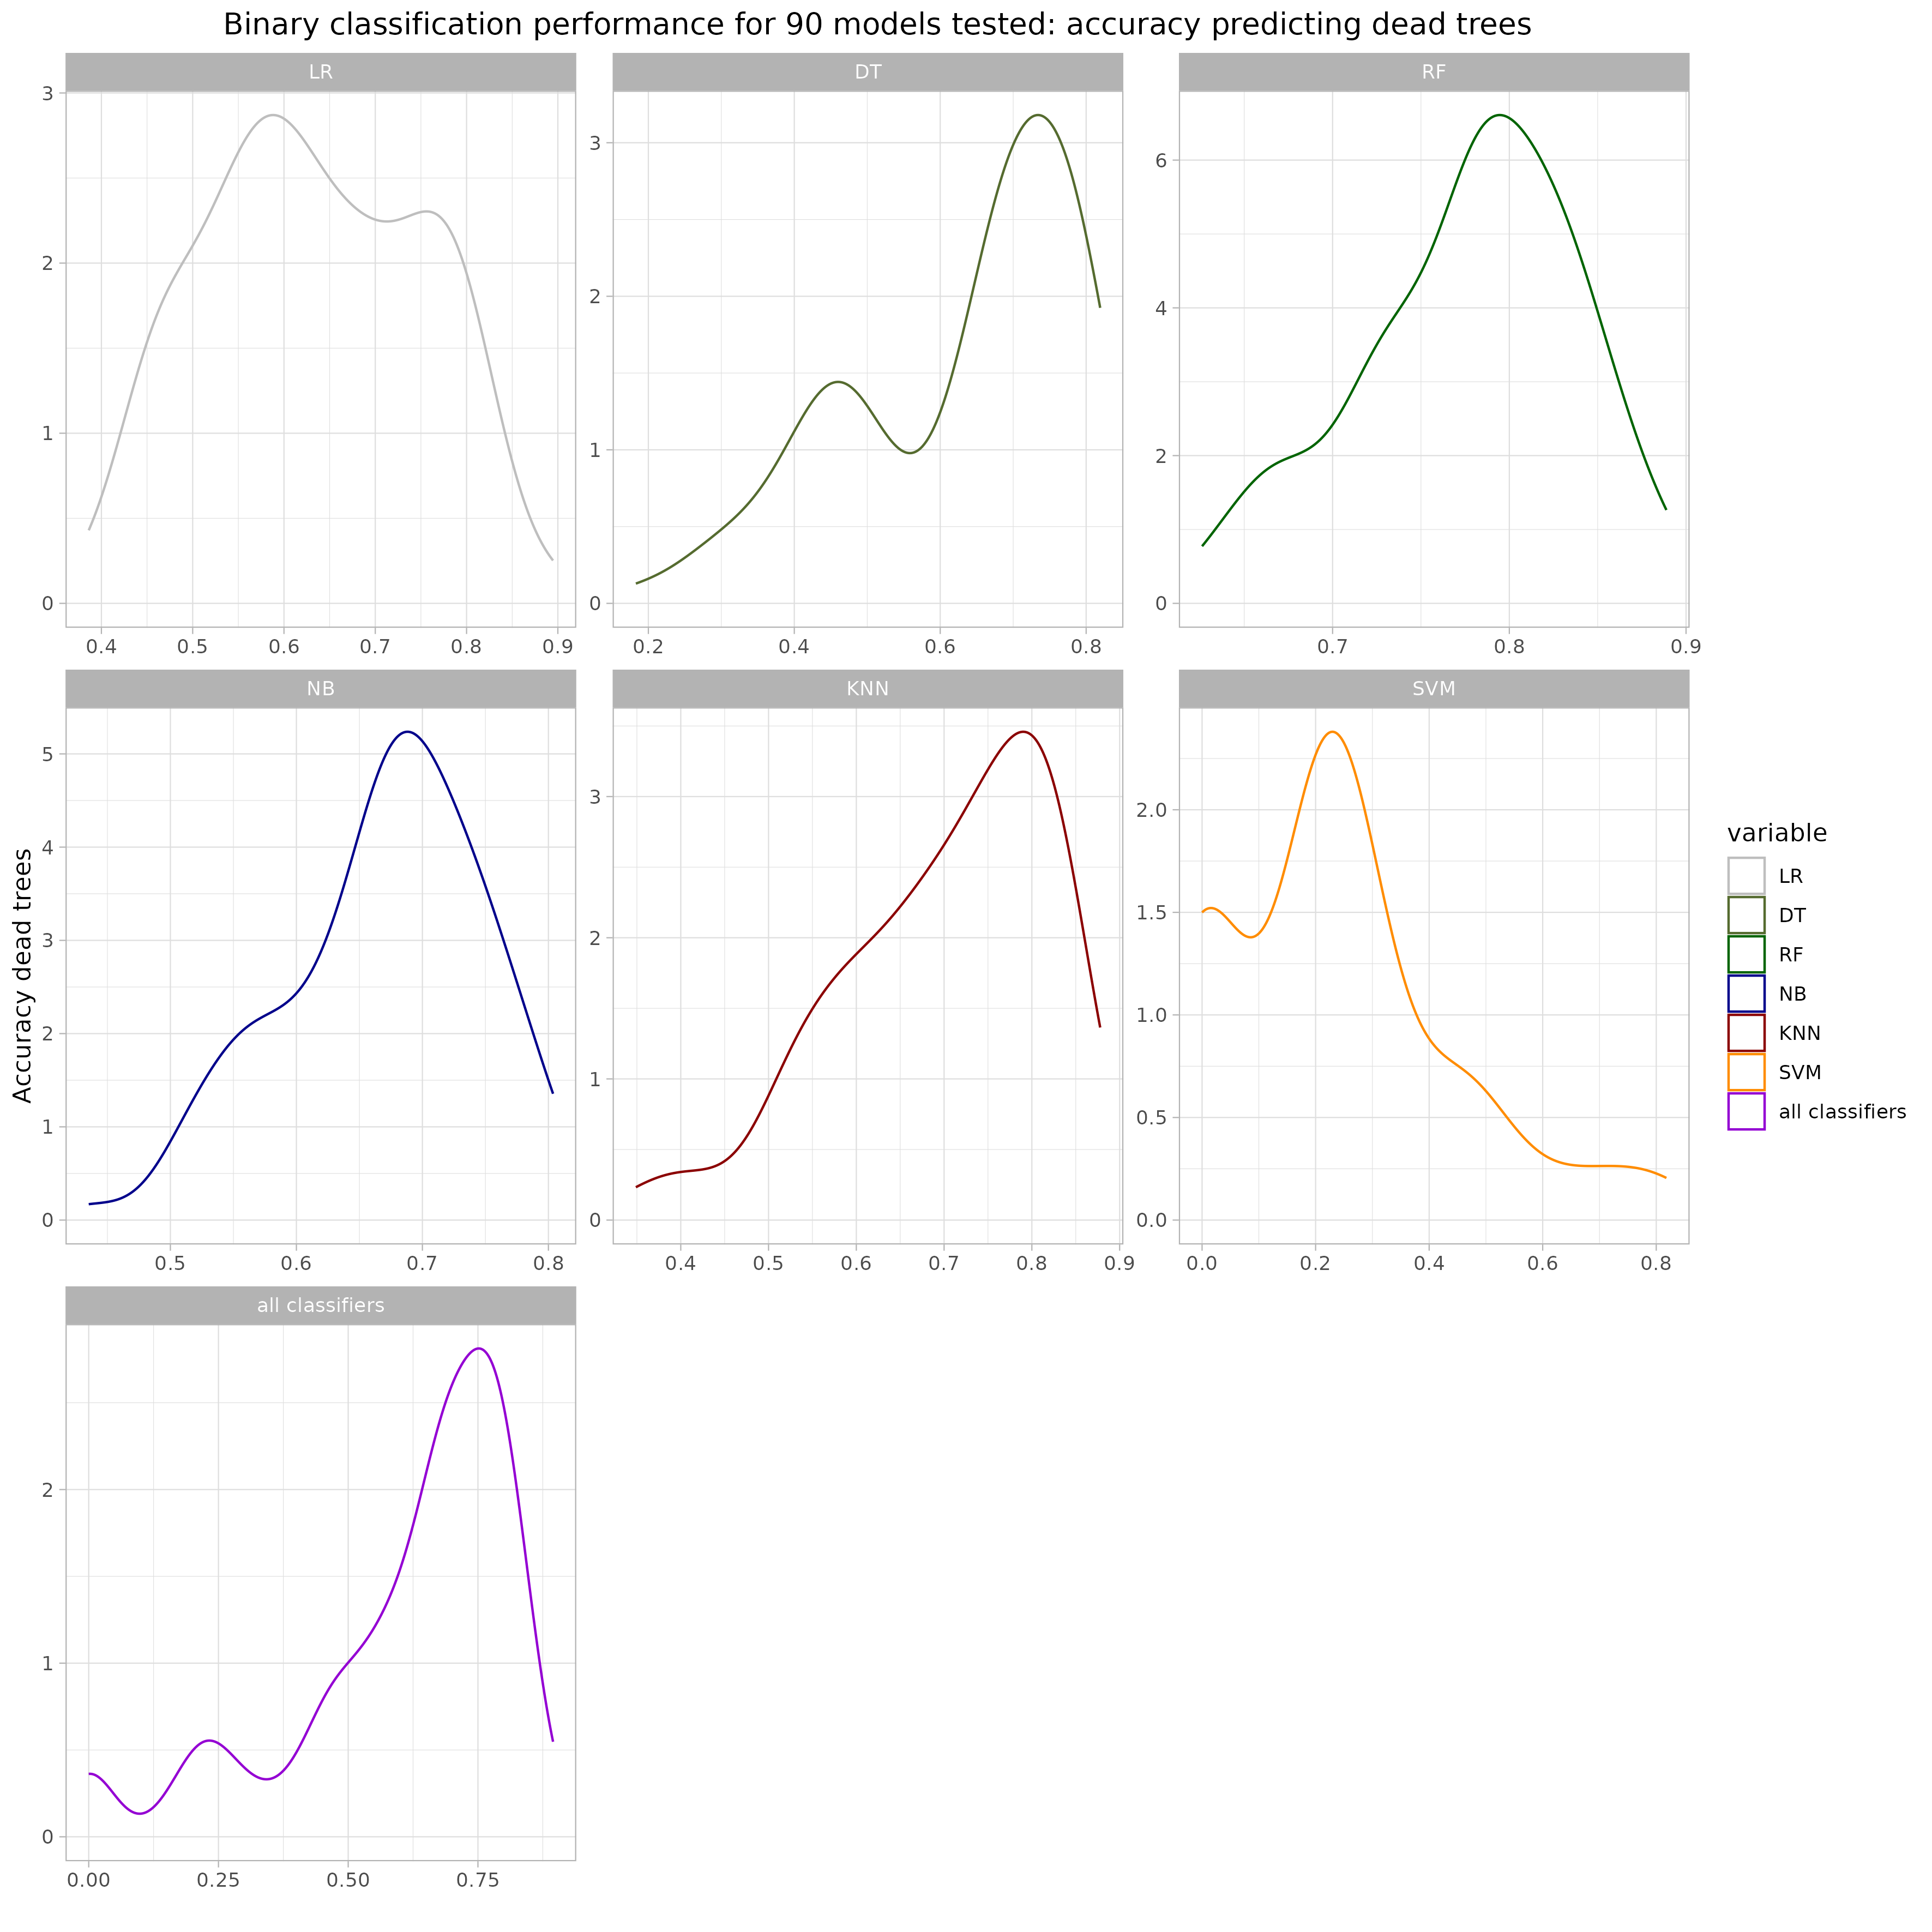 Binary classification performance for 90 models tested: accuracy predicting dead trees
LR
DT
RF
3
2
1
0
0.4 0.5 0.6 0.7 0.8 0.9
3
2
1
0
0.2 0.4 0.6 0.8
6
4
2
0
0.7 0.8 0.9
NB
KNN
SVM
5
4
3
2
1
0
0.5 0.6 0.7 0.8
3
2
1
0
0.4 0.5 0.6 0.7 0.8 0.9
2.0
1.5
1.0
0.5
0.0
0.0 0.2 0.4 0.6 0.8
all classifiers
2
1
0
0.00 0.25 0.50 0.75
Accuracy dead trees
variable
LR
DT
RF
NB
KNN
SVM
all classifiers